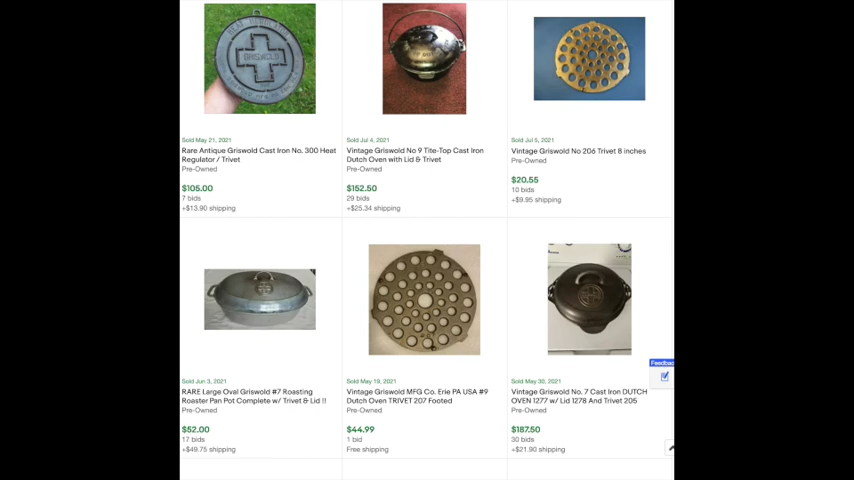 Sold May 21, 2021
Rare Antique Griswold Cast Iron No. 300 Heat
Regulator / Trivet
Pre-Owned
$105.00
7 bids
+$13.90 shipping
Sold Jul 4, 2021
Vintage Griswold No 9 Tite-Top Cast Iron
Dutch Oven with Lid & Trivet
Pre-Owned
$152.50
29 bids
+$25.34 shipping
Sold Jul 5, 2021
Vintage Griswold No 206 Trivet 8 inches
Pre-Owned
$20.55
10 bids
+$9.95 shipping
Sold Jun 3, 2021
RARE Large Oval Griswold #7 Roasting
Roaster Pan Pot Complete w/ Trivet & Lid !!
Pre-Owned
$52.00
17 bids
+$49.75 shipping
Sold May 19, 2021
Vintage Griswold MFG Co. Erie PA USA #9
Dutch Oven TRIVET 207 Footed
Pre-Owned
$44.99
1 bid
Free shipping
Sold May 30, 2021
Vintage Griswold No. 7 Cast Iron DUTCH
OVEN 1277 w/ Lid 1278 And Trivet 205
Pre-Owned
$187.50
30 bids
+$21.90 shipping
Feedback
GRISWOLD